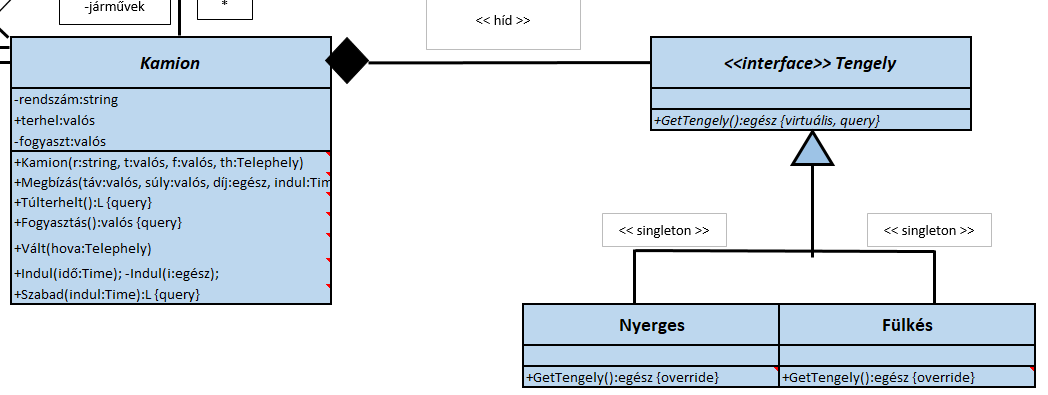 -járművek
*
<< híd >>
Kamion
-rendszám:string
+terhel:valós
-fogyaszt:valós
+Kamion(r:string, t:valós, f:valós, th:Telephely)
+Megbízás(táv:valós, súly:valós, díj:egész, indul:Tim
+Túlterhelt():L {query}
+Fogyasztás():valós {query}
+Vált(hova:Telephely)
+Indul(idő:Time); -Indul(i:egész);
+Szabad(indul:Time):L {query}
<<interface>> Tengely
+GetTengely():egész {virtuális, query}
<< singleton >>
<< singleton >>
Nyerges
+GetTengely():egész {override}
Fülkés
+GetTengely():egész {override}